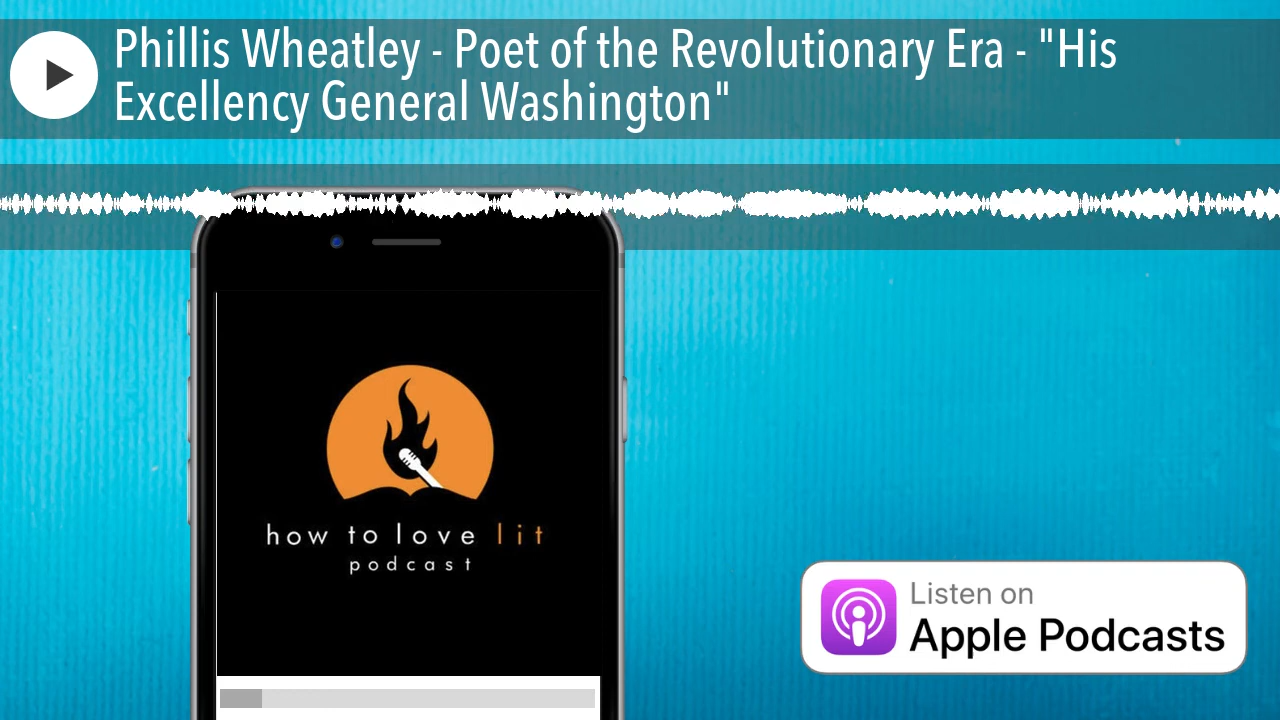 Phillis Wheatley - Poet of the Revolutionary Era - "His
Excellency General Washington"
how to love lit
podcast
Listen on
Apple Podcasts